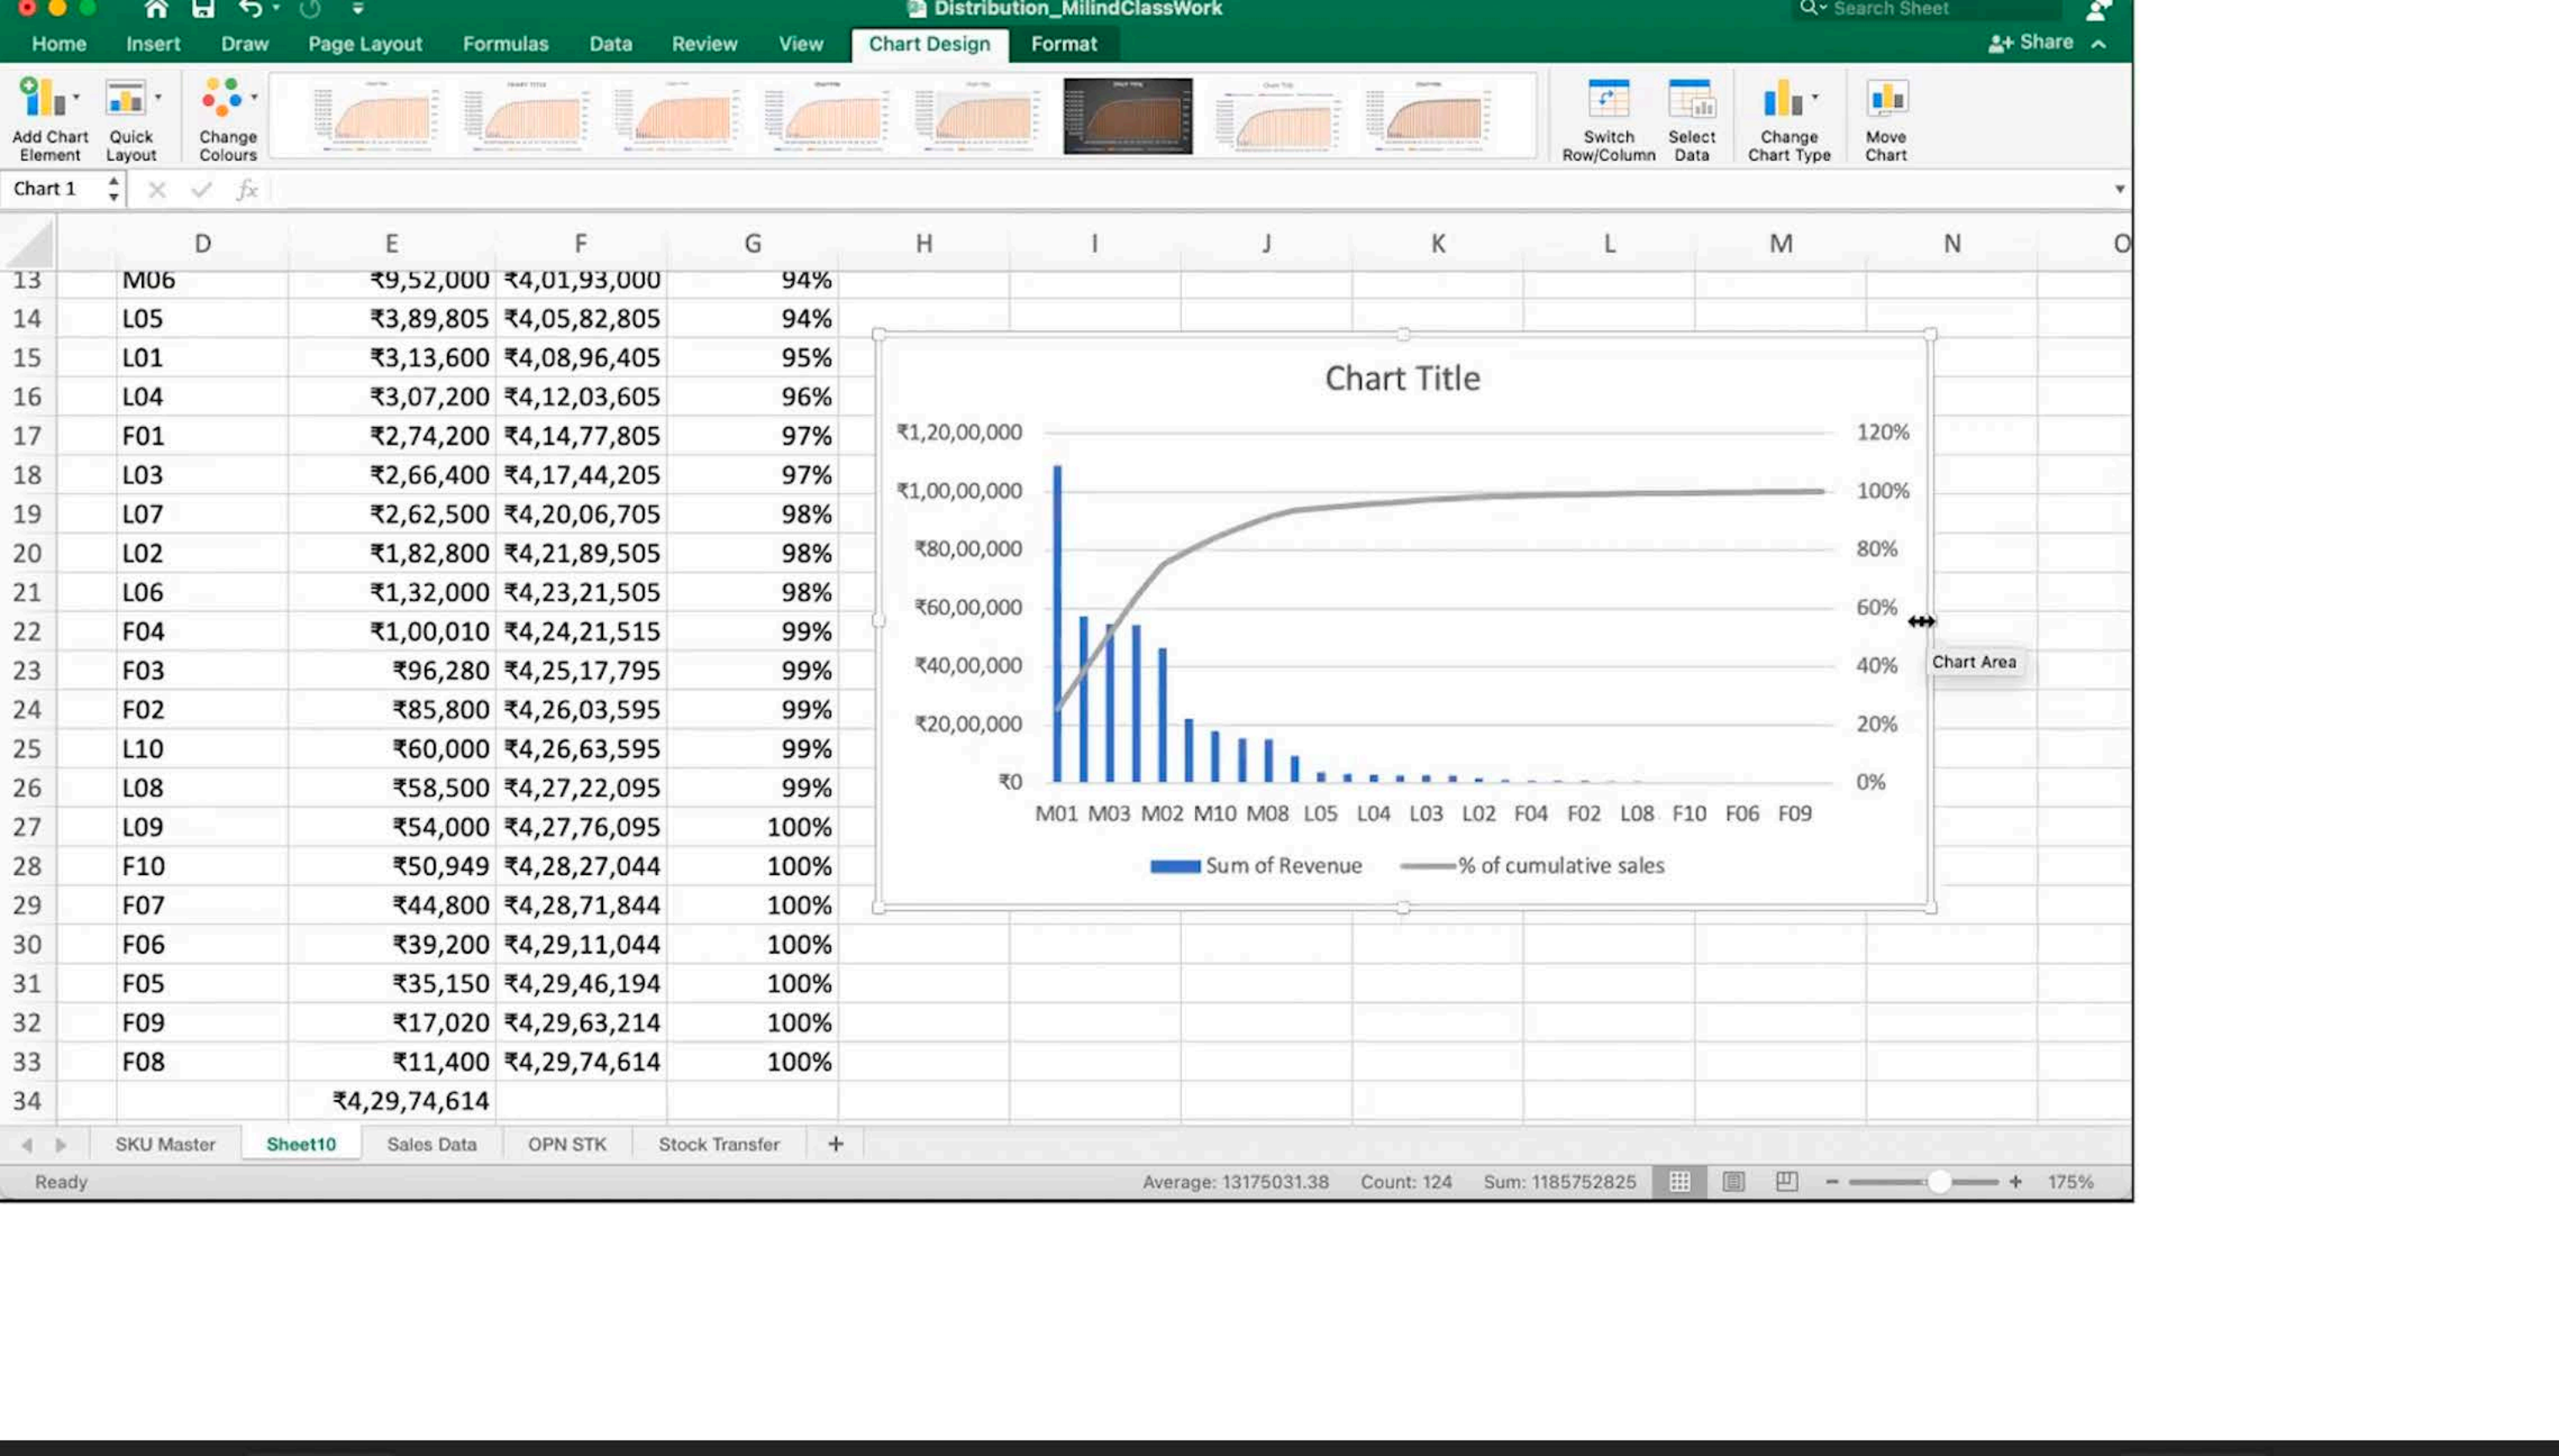 Distribution_MilindClassWork
Search Sheet
Home Insert Draw Page Layout Formulas Data Review View Chart Design Format
Share
Add Chart Element
Quick Layout
Change Colours
Switch Row/Column
Select Data
Change Chart Type
Move Chart
Chart 1 fx
D E F G H I J K L M N O
13 M06 ₹9,52,000 ₹4,01,93,000 94%
14 L05 ₹3,89,805 ₹4,05,82,805 94%
15 L01 ₹3,13,600 ₹4,08,96,405 95%
16 L04 ₹3,07,200 ₹4,12,03,605 96%
17 F01 ₹2,74,200 ₹4,14,77,805 97%
18 L03 ₹2,66,400 ₹4,17,44,205 97%
19 L07 ₹2,62,500 ₹4,20,06,705 98%
20 L02 ₹1,82,800 ₹4,21,89,505 98%
21 L06 ₹1,32,000 ₹4,23,21,505 98%
22 F04 ₹1,00,010 ₹4,24,21,515 99%
23 F03 ₹96,280 ₹4,25,17,795 99%
24 F02 ₹85,800 ₹4,26,03,595 99%
25 L10 ₹60,000 ₹4,26,63,595 99%
26 L08 ₹58,500 ₹4,27,22,095 99%
27 L09 ₹54,000 ₹4,27,76,095 100%
28 F10 ₹50,949 ₹4,28,27,044 100%
29 F07 ₹44,800 ₹4,28,71,844 100%
30 F06 ₹39,200 ₹4,29,11,044 100%
31 F05 ₹35,150 ₹4,29,46,194 100%
32 F09 ₹17,020 ₹4,29,63,214 100%
33 F08 ₹11,400 ₹4,29,74,614 100%
34 ₹4,29,74,614
Chart Title
₹1,20,00,000 120%
₹1,00,00,000 100%
₹80,00,000 80%
₹60,00,000 60%
₹40,00,000 40%
₹20,00,000 20%
₹0 0%
Chart Area
M01 M03 M02 M10 M08 L05 L04 L03 L02 F04 F02 L08 F10 F06 F09
Sum of Revenue % of cumulative sales
SKU Master Sheet10 Sales Data OPN STK Stock Transfer +
Ready Average: 13175031.38 Count: 124 Sum: 1185752825 − + 175%